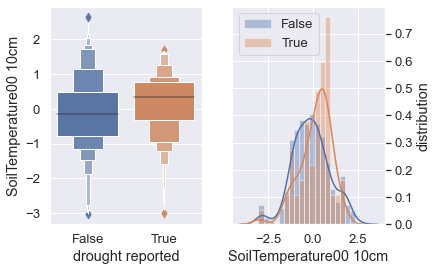 SoilTemperature00 10cm
2
1
0
−1
−2
−3
False
True
drought reported
False
True
0.7
0.6
0.5
0.4
0.3
0.2
0.1
0.0
distribution
−2.5
0.0
2.5
SoilTemperature00 10cm